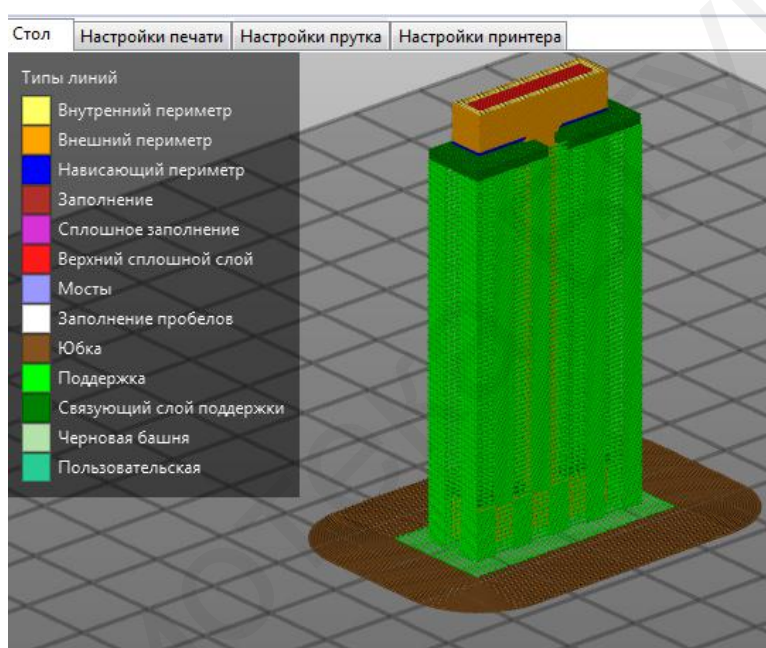 Стол Настройки печати Настройки прутка Настройки принтера
Типы линий
Внутренний периметр
Внешний периметр
Нависающий периметр
Заполнение
Сплошное заполнение
Верхний сплошной слой
Мосты
Заполнение пробелов
Юбка
Поддержка
Связующий слой поддержки
Черновая башня
Пользовательская